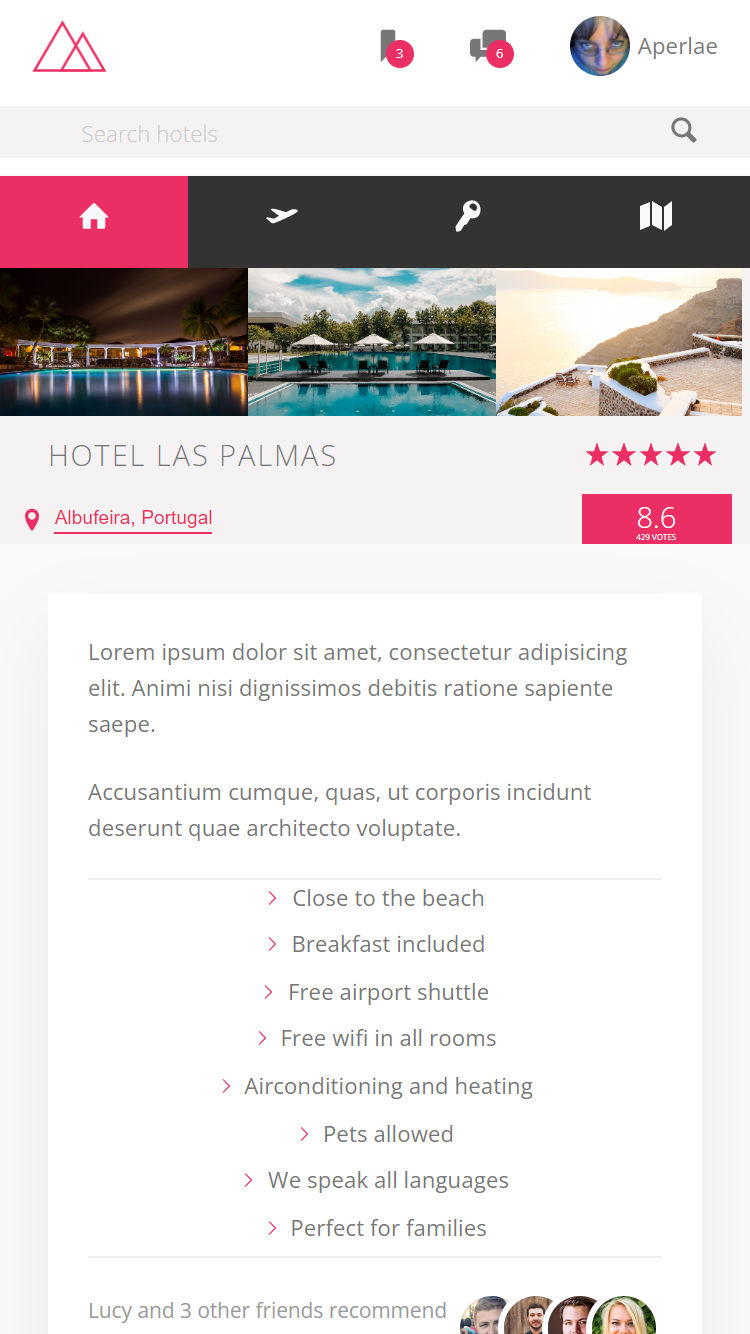 3
6
Aperlae
Search hotels
HOTEL LAS PALMAS
Albufeira, Portugal
8.6
429 VOTES
Lorem ipsum dolor sit amet, consectetur adipisicing
elit. Animi nisi dignissimos debitis ratione sapiente
saepe.
Accusantium cumque, quas, ut corporis incidunt
deserunt quae architecto voluptate.
Close to the beach
Breakfast included
Free airport shuttle
Free wifi in all rooms
Airconditioning and heating
Pets allowed
We speak all languages
Perfect for families
Lucy and 3 other friends recommend